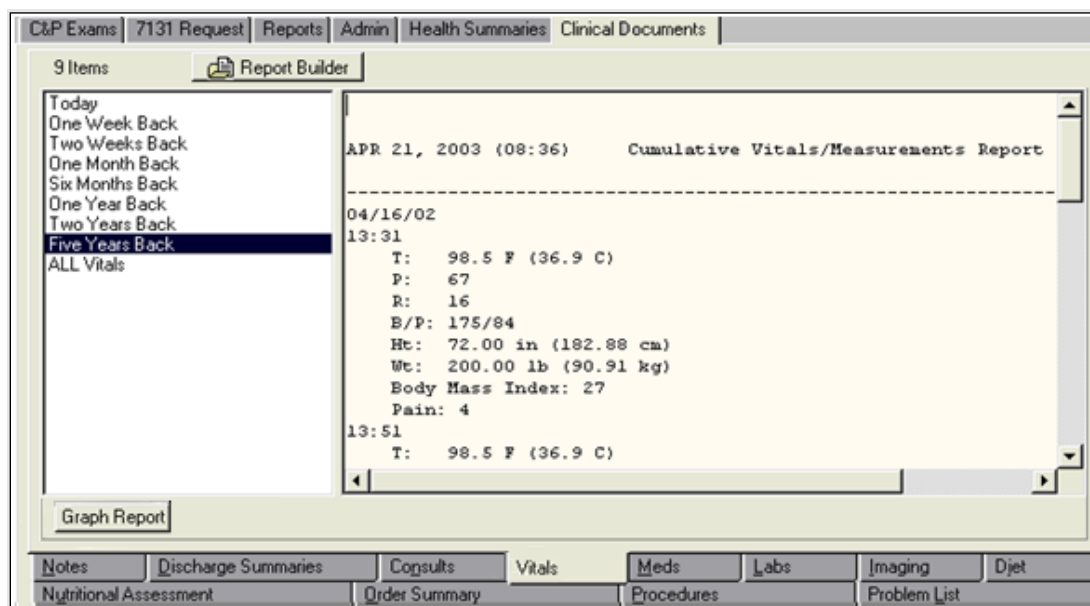 C&P Exams 7131 Request Reports Admin Health Summaries Clinical Documents
9 Items Report Builder
Today
One Week Back
Two Weeks Back
One Month Back
Six Months Back
One Year Back
Two Years Back
Five Years Back
ALL Vitals
APR 21, 2003 (08:36) Cumulative Vitals/Measurements Report
--------------------------------------------------------------
04/16/02
13:31
T: 98.5 F (36.9 C)
P: 67
R: 16
B/P: 175/84
Ht: 72.00 in (182.88 cm)
Wt: 200.00 lb (90.91 kg)
Body Mass Index: 27
Pain: 4
13:51
T: 98.5 F (36.9 C)
Graph Report
Notes Discharge Summaries Consults Vitals Meds Labs Imaging Djet
Nutritional Assessment Order Summary Procedures Problem List